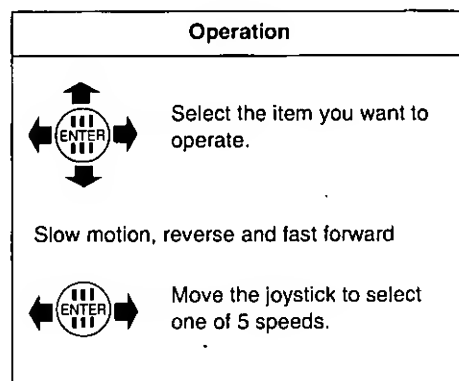 Operation
ENTER
Select the item you want to
operate.
Slow motion, reverse and fast forward
ENTER
Move the joystick to select
one of 5 speeds.